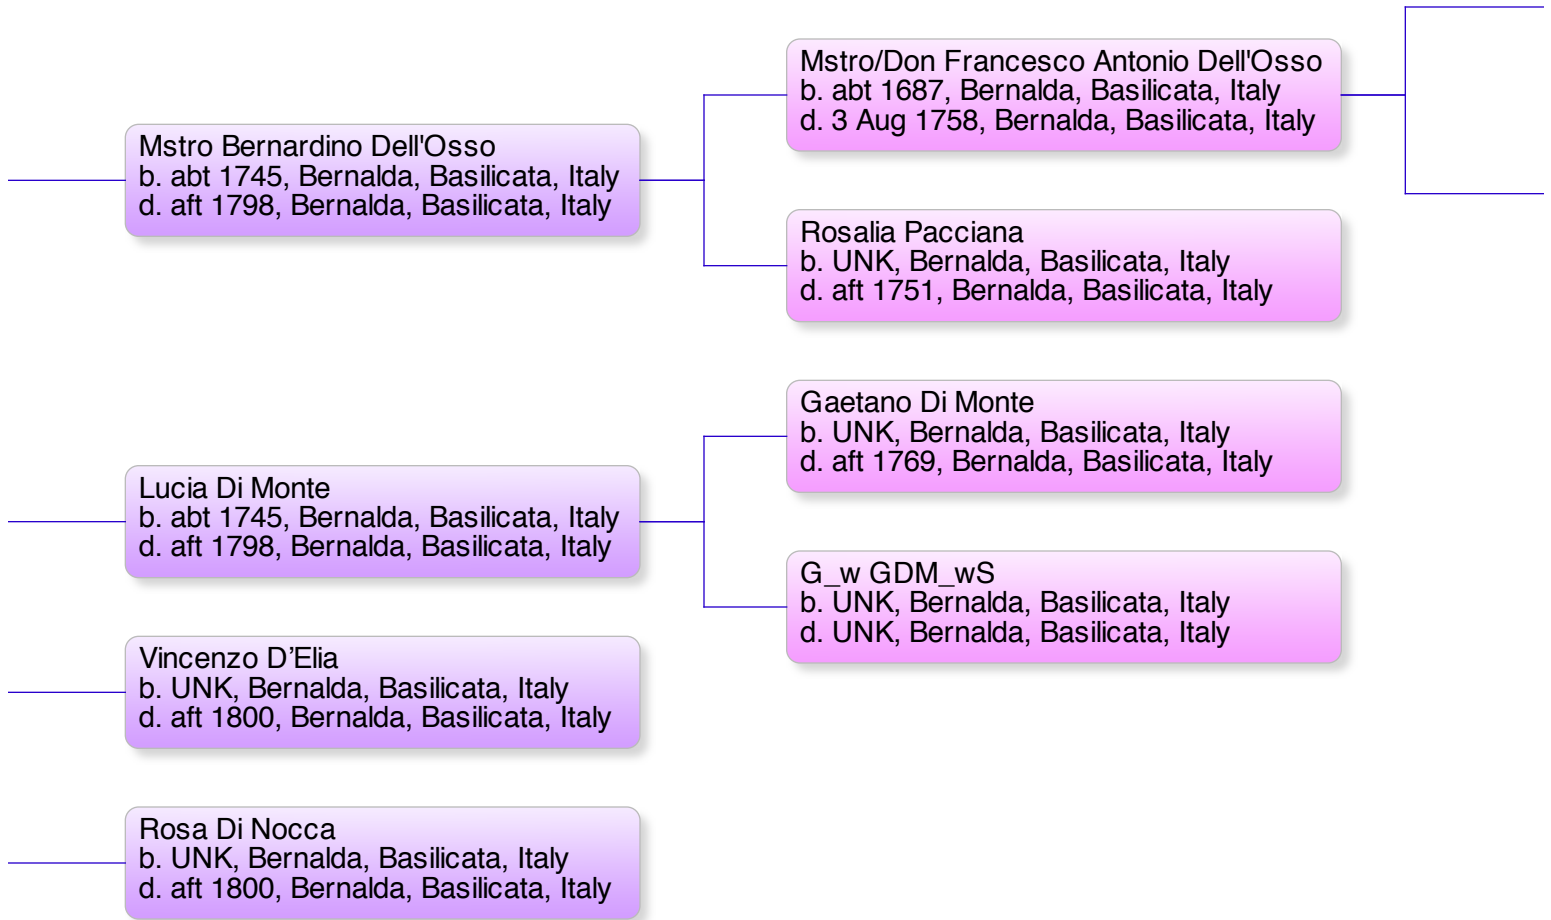 Mstro/Don Francesco Antonio Dell'Osso
b. abt 1687, Bernalda, Basilicata, Italy
d. 3 Aug 1758, Bernalda, Basilicata, Italy
Mstro Bernardino Dell'Osso
b. abt 1745, Bernalda, Basilicata, Italy
d. aft 1798, Bernalda, Basilicata, Italy
Rosalia Pacciana
b. UNK, Bernalda, Basilicata, Italy
d. aft 1751, Bernalda, Basilicata, Italy
Gaetano Di Monte
b. UNK, Bernalda, Basilicata, Italy
d. aft 1769, Bernalda, Basilicata, Italy
Lucia Di Monte
b. abt 1745, Bernalda, Basilicata, Italy
d. aft 1798, Bernalda, Basilicata, Italy
G_w GDM_wS
b. UNK, Bernalda, Basilicata, Italy
d. UNK, Bernalda, Basilicata, Italy
Vincenzo D’Elia
b. UNK, Bernalda, Basilicata, Italy
d. aft 1800, Bernalda, Basilicata, Italy
Rosa Di Nocca
b. UNK, Bernalda, Basilicata, Italy
d. aft 1800, Bernalda, Basilicata, Italy